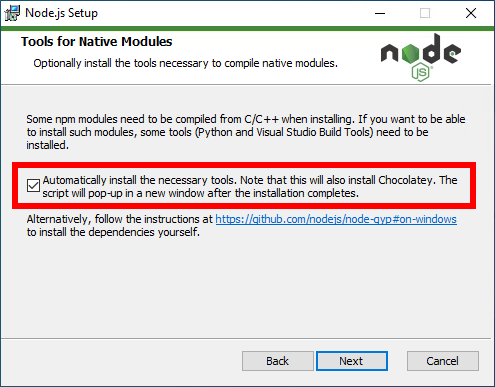 Node.js Setup
Tools for Native Modules
Optionally install the tools necessary to compile native modules.
node
JS
Some npm modules need to be compiled from C/C++ when installing. If you want to be able
to install such modules, some tools (Python and Visual Studio Build Tools) need to be
installed.
Automatically install the necessary tools. Note that this will also install Chocolatey. The
script will pop-up in a new window after the installation completes.
Alternatively, follow the instructions at https://github.com/nodejs/node-gyp#on-windows
to install the dependencies yourself.
Back
Next
Cancel